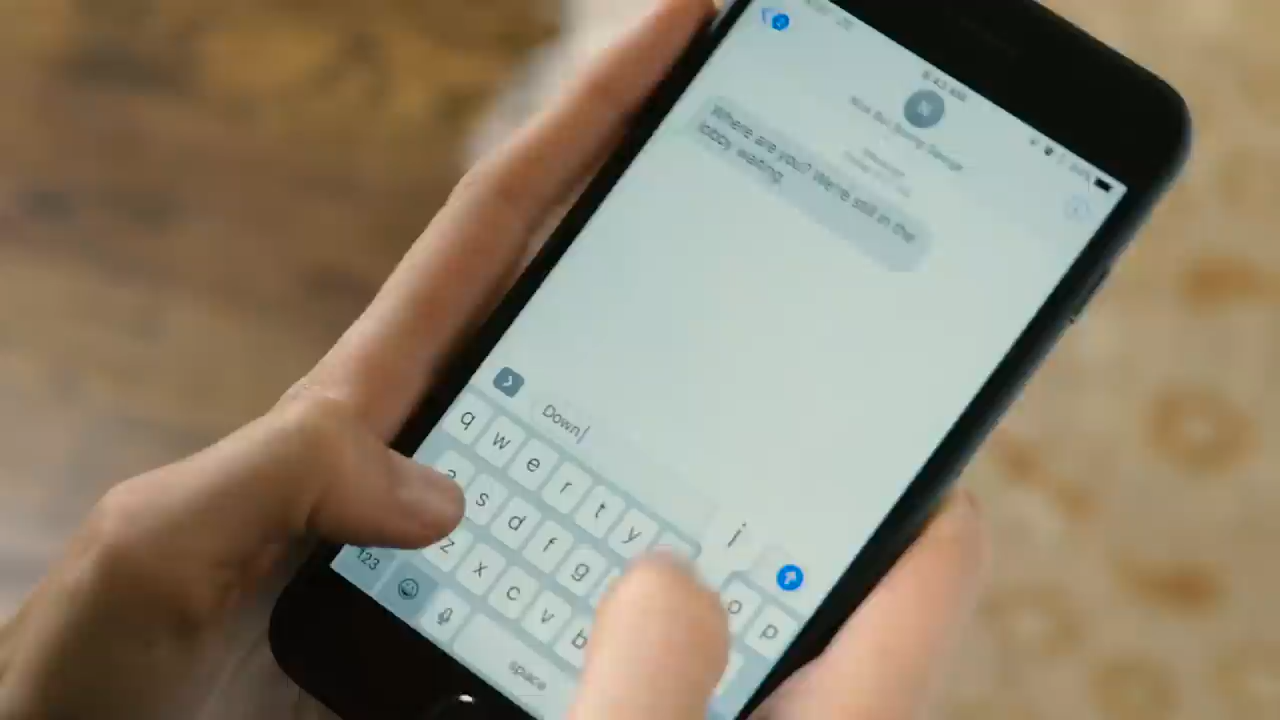 N
Where are you? We're still in the
lobby waiting
Down
q w e r t y o p
a s d f g
z x c v b
123
space